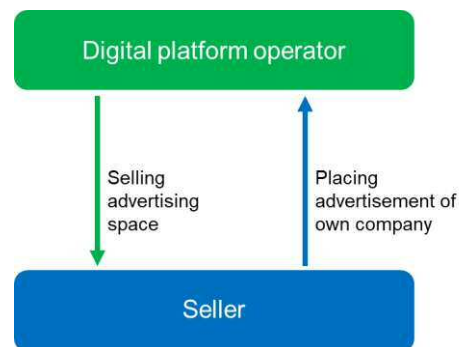 Digital platform operator
Selling
advertising
space
Placing
advertisement of
own company
Seller